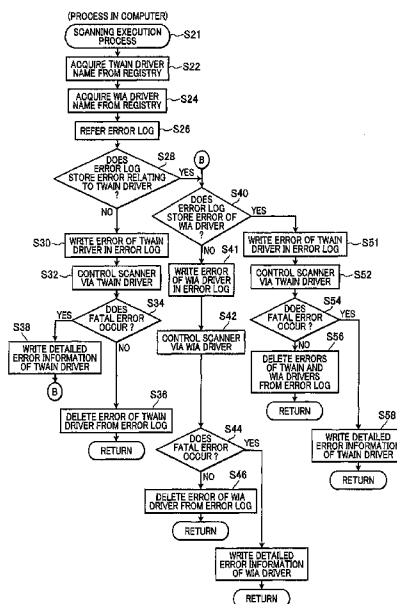 (PROCESS IN COMPUTER)
SCANNING EXECUTION
PROCESS
S21
ACQUIRE TWAIN DRIVER
NAME FROM REGISTRY
S22
ACQUIRE WIA DRIVER
NAME FROM REGISTRY
S24
REFER ERROR LOG
S26
DOES
ERROR LOG
STORE ERROR RELATING
TO TWAIN DRIVER
?
S28
YES
NO
B
DOES
ERROR LOG
STORE ERROR OF
WIA DRIVER
?
S40
YES
NO
S30
WRITE ERROR OF TWAIN
DRIVER IN ERROR LOG
S32
CONTROL SCANNER
VIA TWAIN DRIVER
S34
DOES
FATAL ERROR
OCCUR ?
YES
NO
S38
WRITE DETAILED
ERROR INFORMATION
OF TWAIN DRIVER
B
S36
DELETE ERROR OF TWAIN
DRIVER FROM ERROR LOG
RETURN
S41
WRITE ERROR
OF WIA DRIVER
IN ERROR LOG
S42
CONTROL SCANNER
VIA WIA DRIVER
S44
DOES
FATAL ERROR
OCCUR ?
YES
NO
S46
DELETE ERROR OF WIA
DRIVER FROM ERROR LOG
RETURN
WRITE DETAILED
ERROR INFORMATION
OF WIA DRIVER
RETURN
WRITE ERROR OF TWAIN
DRIVER IN ERROR LOG
S51
CONTROL SCANNER
VIA TWAIN DRIVER
S52
DOES
FATAL ERROR
OCCUR ?
S54
YES
NO
S56
DELETE ERRORS
OF TWAIN AND
WIA DRIVERS
FROM ERROR LOG
RETURN
S58
WRITE DETAILED
ERROR INFORMATION
OF TWAIN DRIVER
RETURN